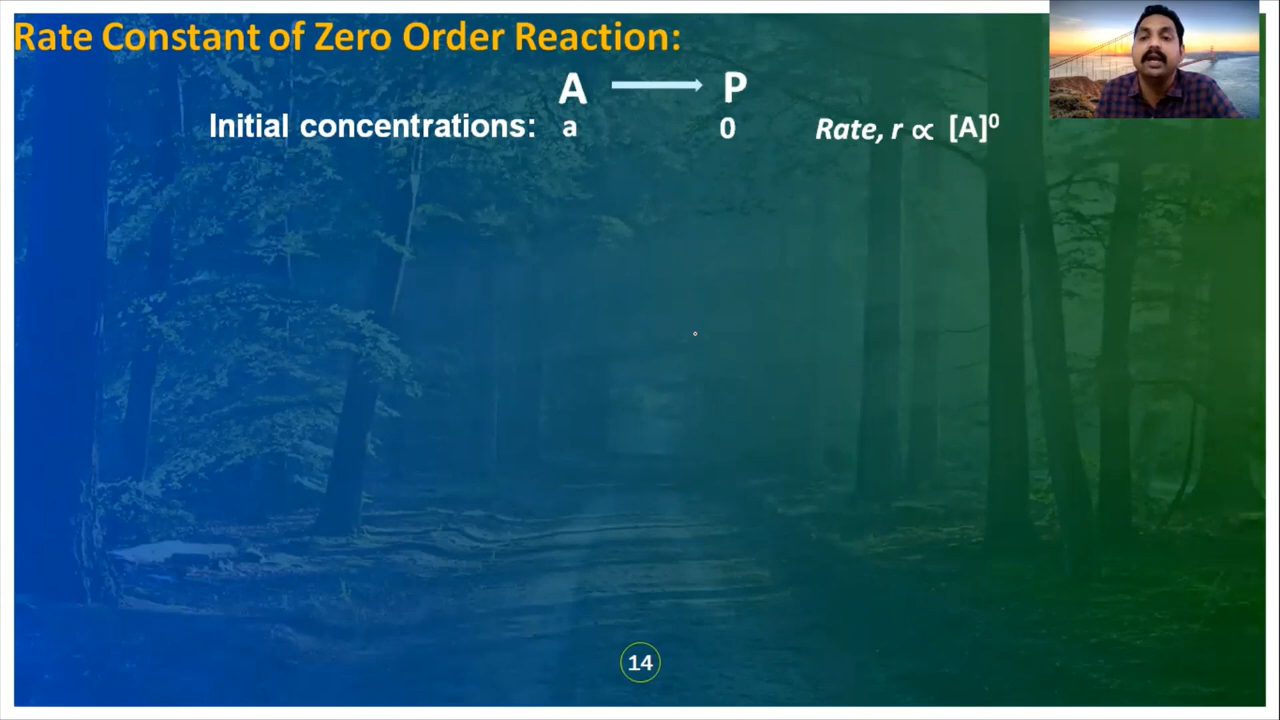 Rate Constant of Zero Order Reaction:
A ⟶ P
Initial concentrations: a 0 Rate, r ∝ [A]⁰
14